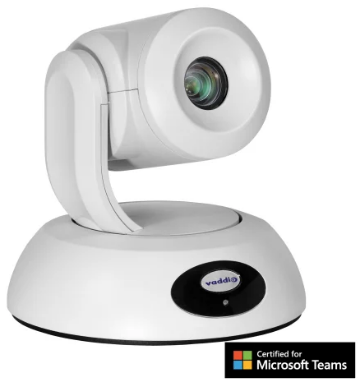 vaddio
Certified for
Microsoft Teams